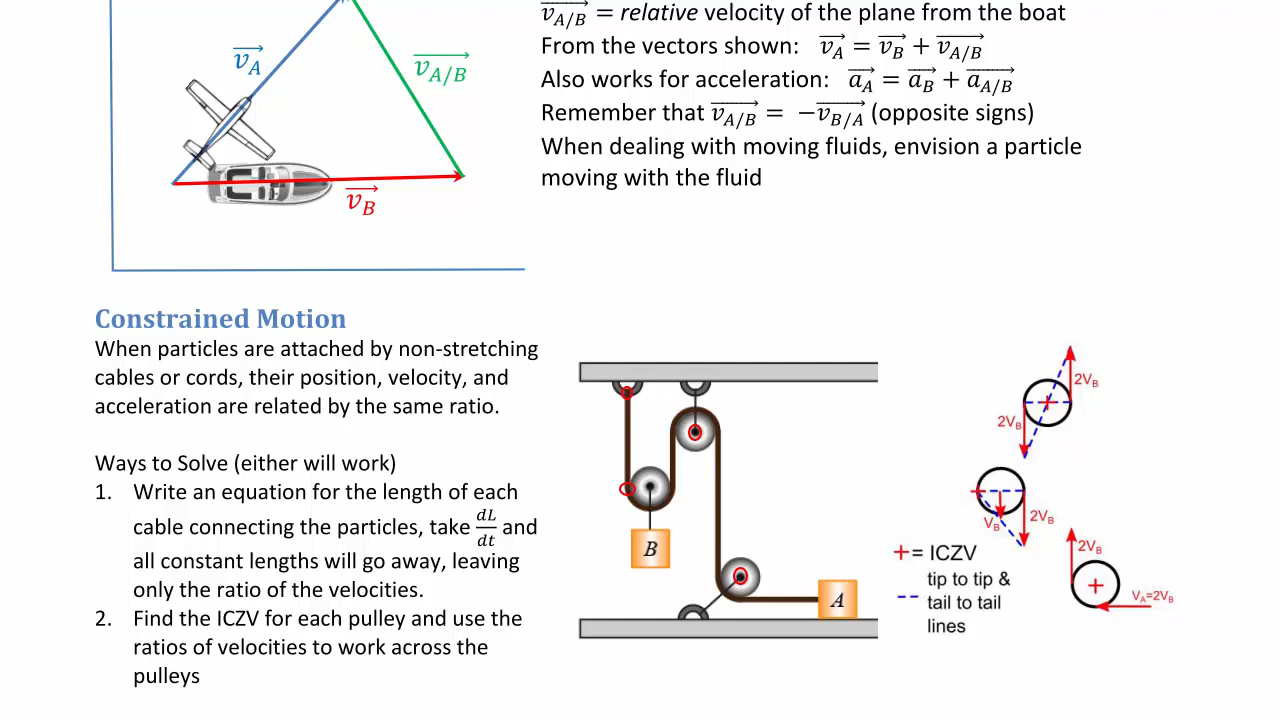 v_{A/B} = relative velocity of the plane from the boat
From the vectors shown: v_A = v_B + v_{A/B}
Also works for acceleration: a_A = a_B + a_{A/B}
Remember that v_{A/B} = −v_{B/A} (opposite signs)
When dealing with moving fluids, envision a particle
moving with the fluid
v_A
v_{A/B}
v_B
Constrained Motion
When particles are attached by non-stretching
cables or cords, their position, velocity, and
acceleration are related by the same ratio.
Ways to Solve (either will work)
1. Write an equation for the length of each
cable connecting the particles, take dL/dt and
all constant lengths will go away, leaving
only the ratio of the velocities.
2. Find the ICZV for each pulley and use the
ratios of velocities to work across the
pulleys
B
A
2V_B
2V_B
V_B
2V_B
2V_B
V_A=2V_B
+= ICZV
-- tip to tip &
tail to tail
lines